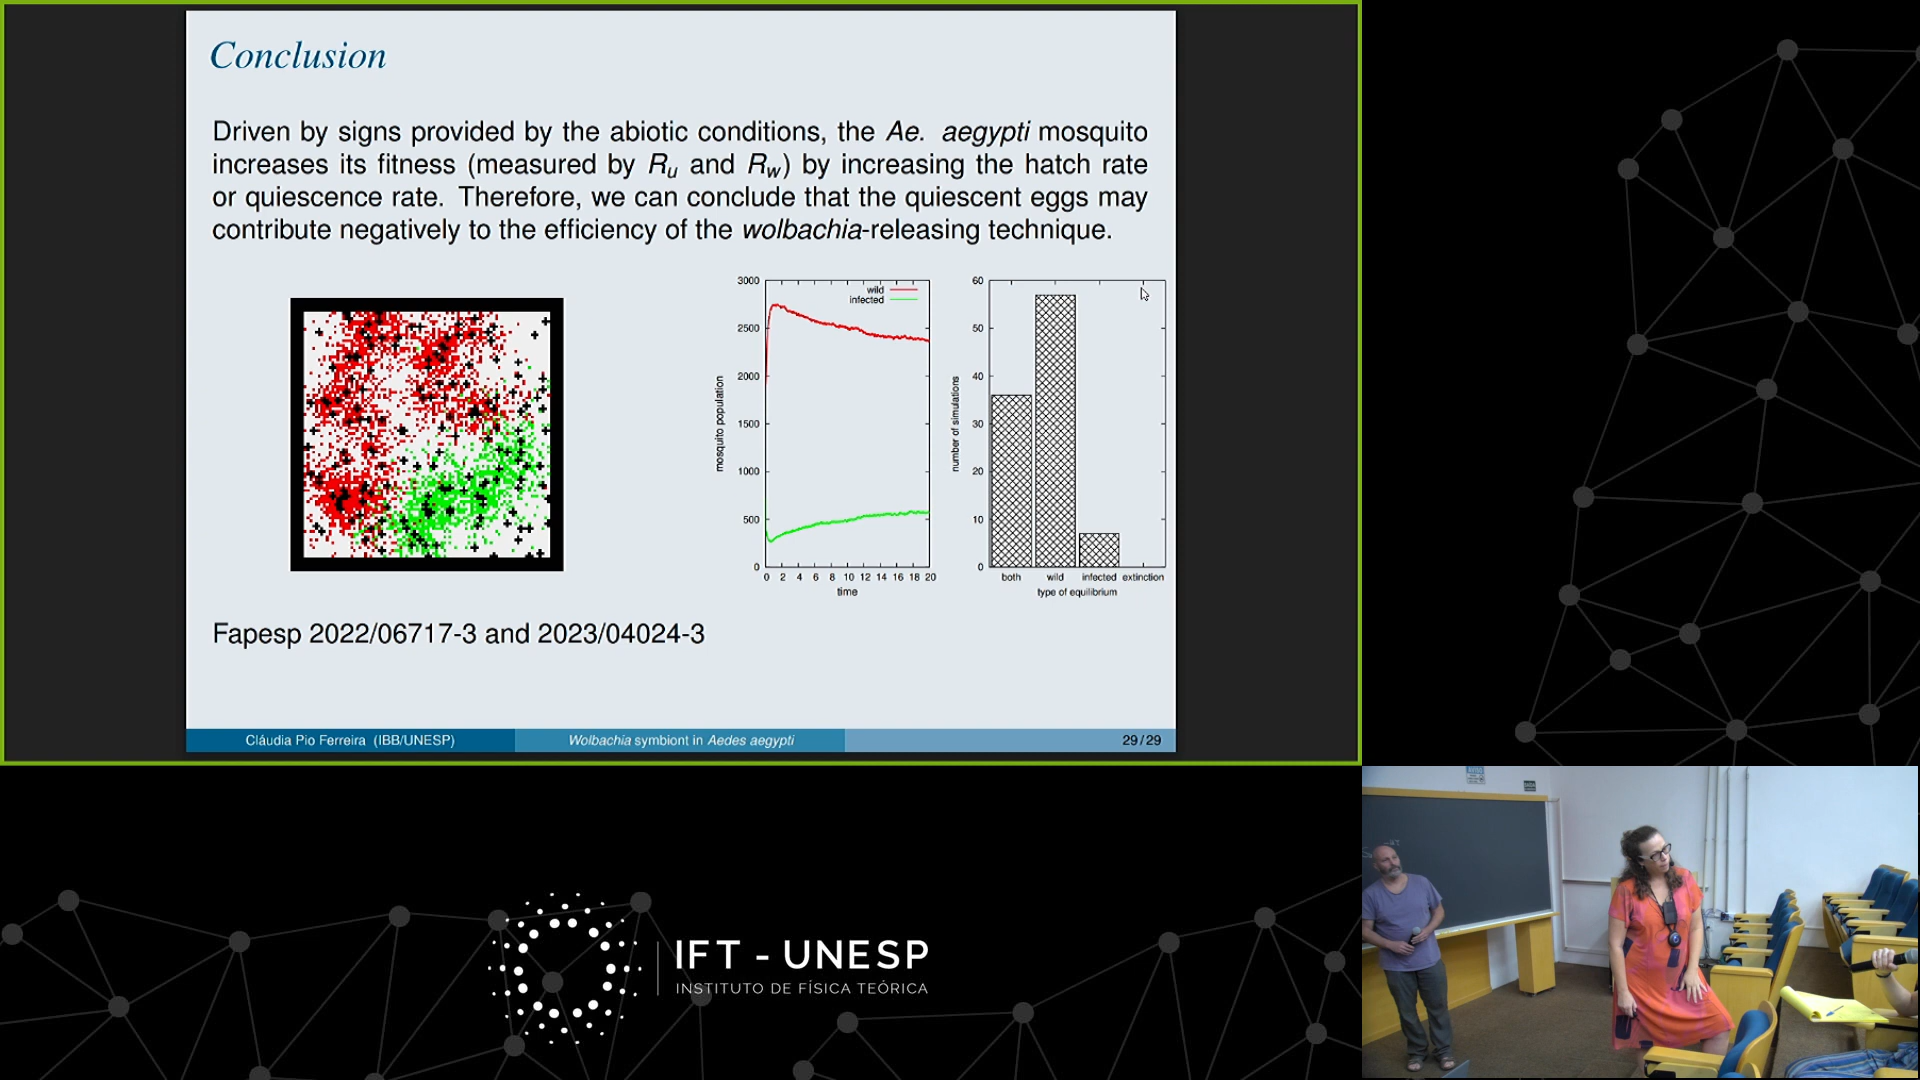 Conclusion
Driven by signs provided by the abiotic conditions, the Ae. aegypti mosquito
increases its fitness (measured by Ru and Rw) by increasing the hatch rate
or quiescence rate. Therefore, we can conclude that the quiescent eggs may
contribute negatively to the efficiency of the wolbachia-releasing technique.
wild
infected
mosquito population
3000
2500
2000
1500
1000
500
0
0 2 4 6 8 10 12 14 16 18 20
time
number of simulations
60
50
40
30
20
10
0
both wild infected extinction
type of equilibrium
Fapesp 2022/06717-3 and 2023/04024-3
Cláudia Pio Ferreira (IBB/UNESP) Wolbachia symbiont in Aedes aegypti 29/29
IFT - UNESP
INSTITUTO DE FÍSICA TEÓRICA